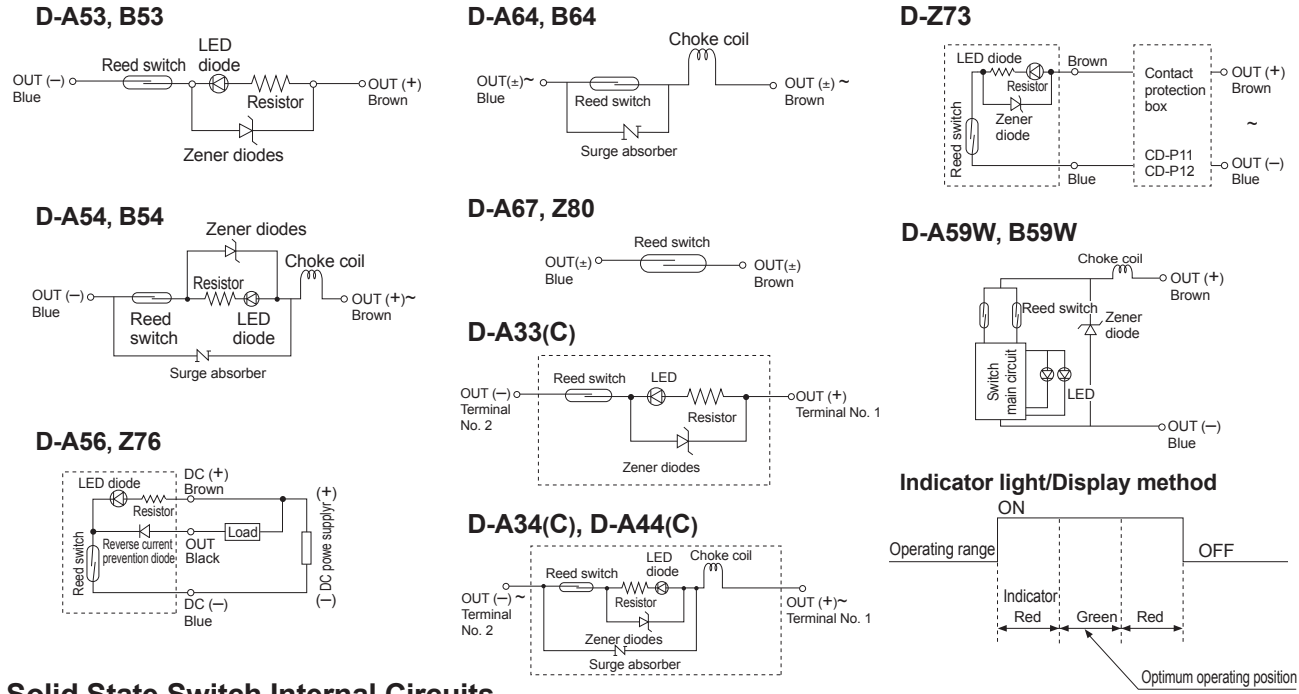 D-A53, B53
LED
diode
Reed switch
OUT (−)
Blue
OUT (+)
Brown
Resistor
Zener diodes
D-A54, B54
Zener diodes
Choke coil
Resistor
OUT (−)
Blue
OUT (+)~
Brown
Reed
switch
LED
diode
Surge absorber
D-A56, Z76
LED diode
DC (+)
Brown
Resistor
(+)
Load
Reverse current
prevention diode
OUT
Black
Reed switch
DC powe supplyr
(−)
DC (−)
Blue
D-A64, B64
Choke coil
OUT(±)~
Blue
OUT (±) ~
Brown
Reed switch
Surge absorber
D-A67, Z80
Reed switch
OUT(±)
Blue
OUT(±)
Brown
D-A33(C)
Reed switch
LED
OUT (−)
Terminal
No. 2
OUT (+)
Terminal No. 1
Resistor
Zener diodes
D-A34(C), D-A44(C)
LED
diode
Choke coil
Reed switch
Resistor
OUT (−) ~
Terminal
No. 2
OUT (+)~
Terminal No. 1
Zener diodes
Surge absorber
D-Z73
LED diode
Brown
Resistor
Zener
diode
Reed switch
Blue
Contact
protection
box
CD-P11
CD-P12
OUT (+)
Brown
~
OUT (−)
Blue
D-A59W, B59W
Choke coil
OUT (+)
Brown
Reed switch
Zener
diode
Switch
main circuit
LED
OUT (−)
Blue
Indicator light/Display method
ON
Operating range
OFF
Indicator
Red
Green
Red
Optimum operating position
Solid State Switch Internal Circuits